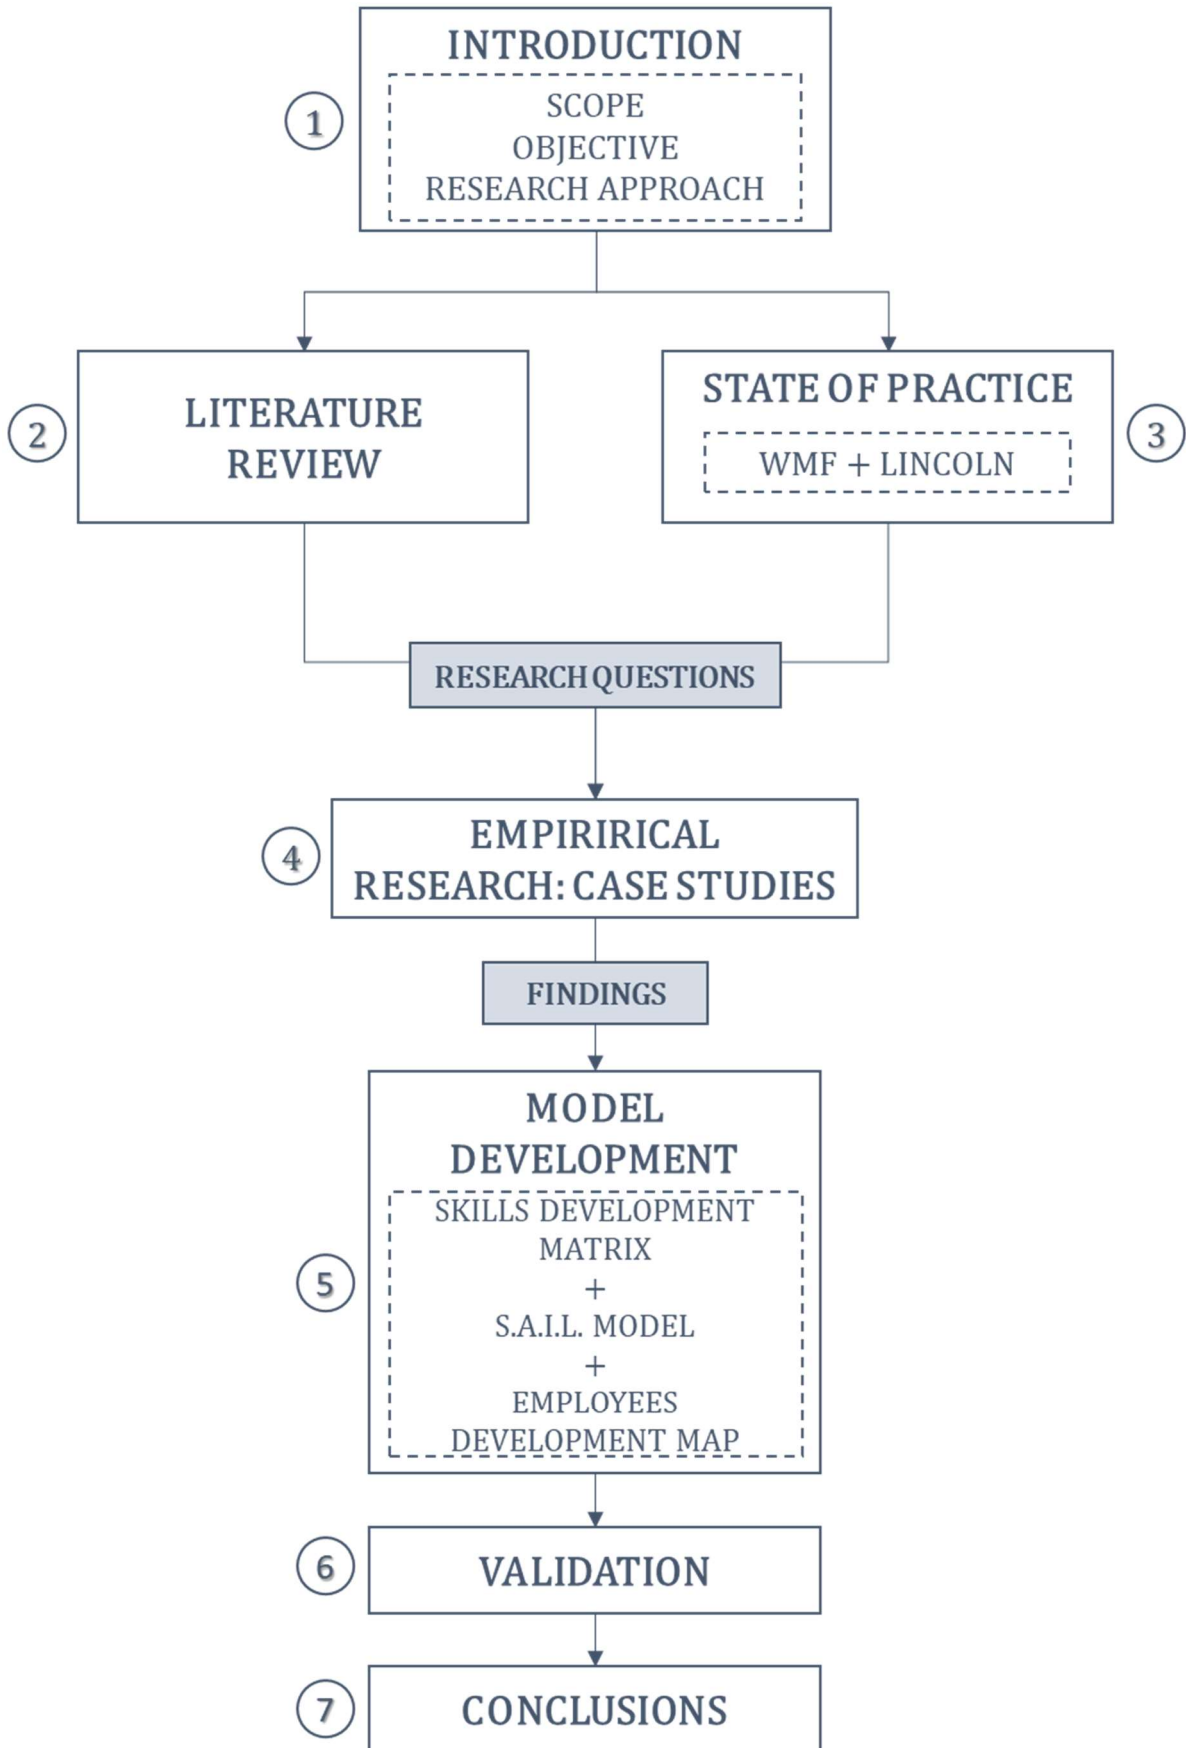 INTRODUCTION
1
SCOPE
OBJECTIVE
RESEARCH APPROACH
2
LITERATURE
REVIEW
STATE OF PRACTICE
WMF + LINCOLN
3
RESEARCH QUESTIONS
4
EMPIRIRICAL
RESEARCH: CASE STUDIES
FINDINGS
MODEL
DEVELOPMENT
5
SKILLS DEVELOPMENT
MATRIX
+
S.A.I.L. MODEL
+
EMPLOYEES
DEVELOPMENT MAP
6
VALIDATION
7
CONCLUSIONS